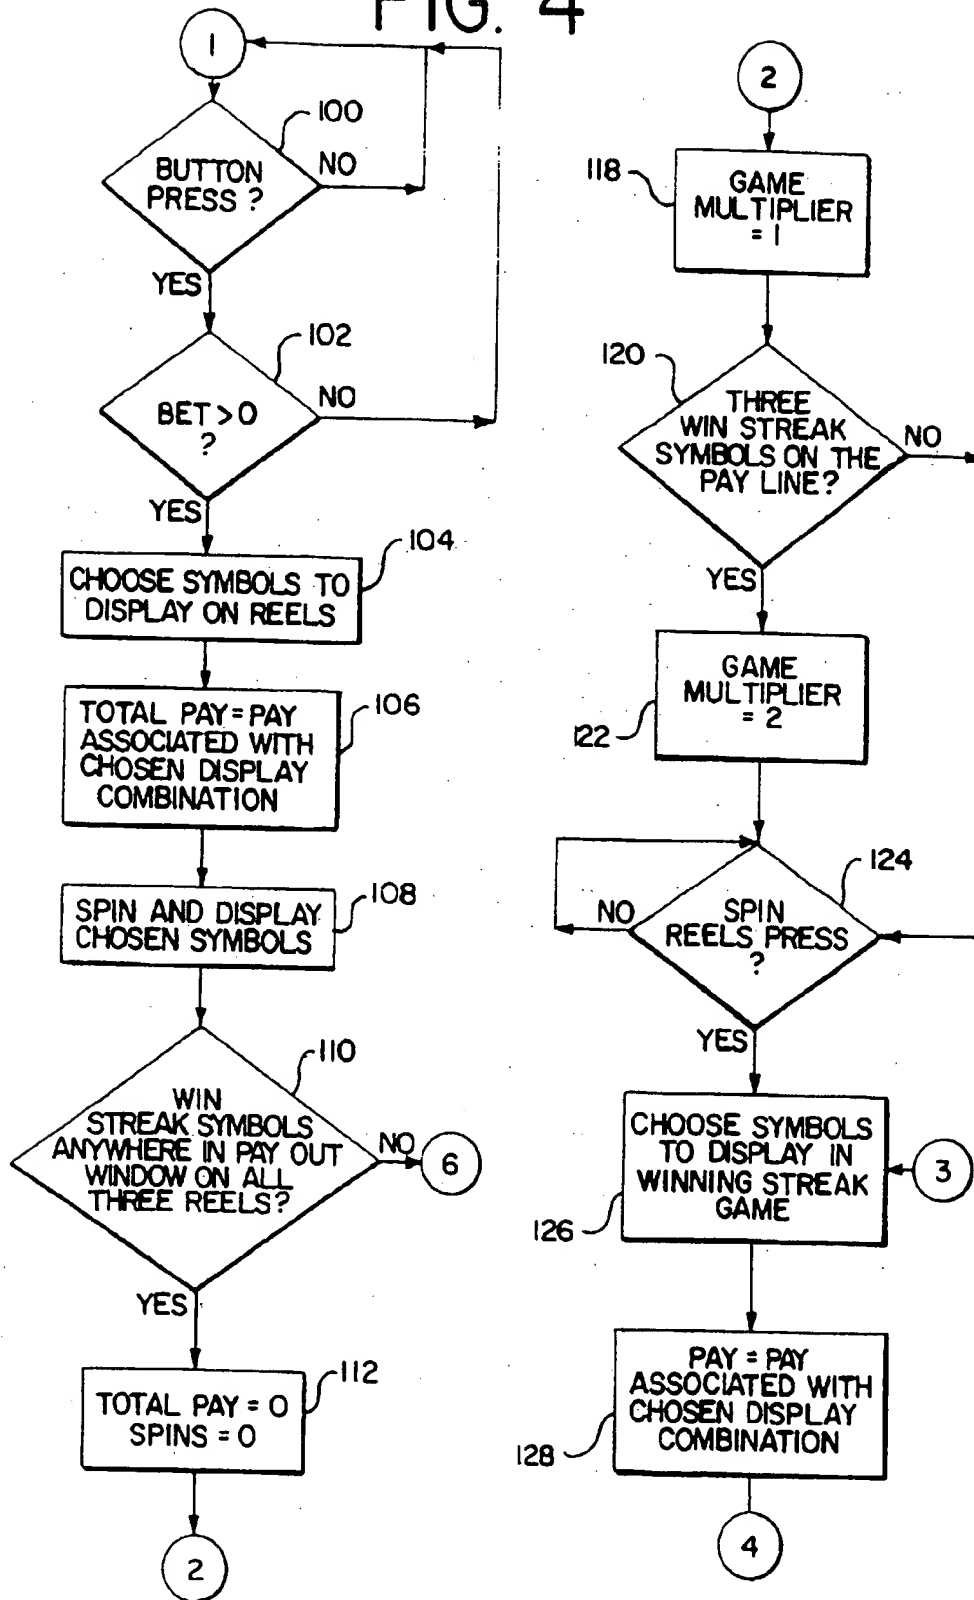 FIG. 4
1
100
BUTTON
PRESS ?
NO
YES
102
BET > 0
?
NO
YES
104
CHOOSE SYMBOLS TO
DISPLAY ON REELS
106
TOTAL PAY = PAY
ASSOCIATED WITH
CHOSEN DISPLAY
COMBINATION
108
SPIN AND DISPLAY
CHOSEN SYMBOLS
110
WIN
STREAK SYMBOLS
ANYWHERE IN PAY OUT
WINDOW ON ALL
THREE REELS?
NO
6
YES
112
TOTAL PAY = 0
SPINS = 0
2
2
118
GAME
MULTIPLIER
= 1
120
THREE
WIN STREAK
SYMBOLS ON THE
PAY LINE?
NO
YES
GAME
MULTIPLIER
= 2
122
124
SPIN
REELS PRESS
?
NO
YES
CHOOSE SYMBOLS
TO DISPLAY IN
WINNING STREAK
GAME
3
126
PAY = PAY
ASSOCIATED WITH
CHOSEN DISPLAY
COMBINATION
128
4